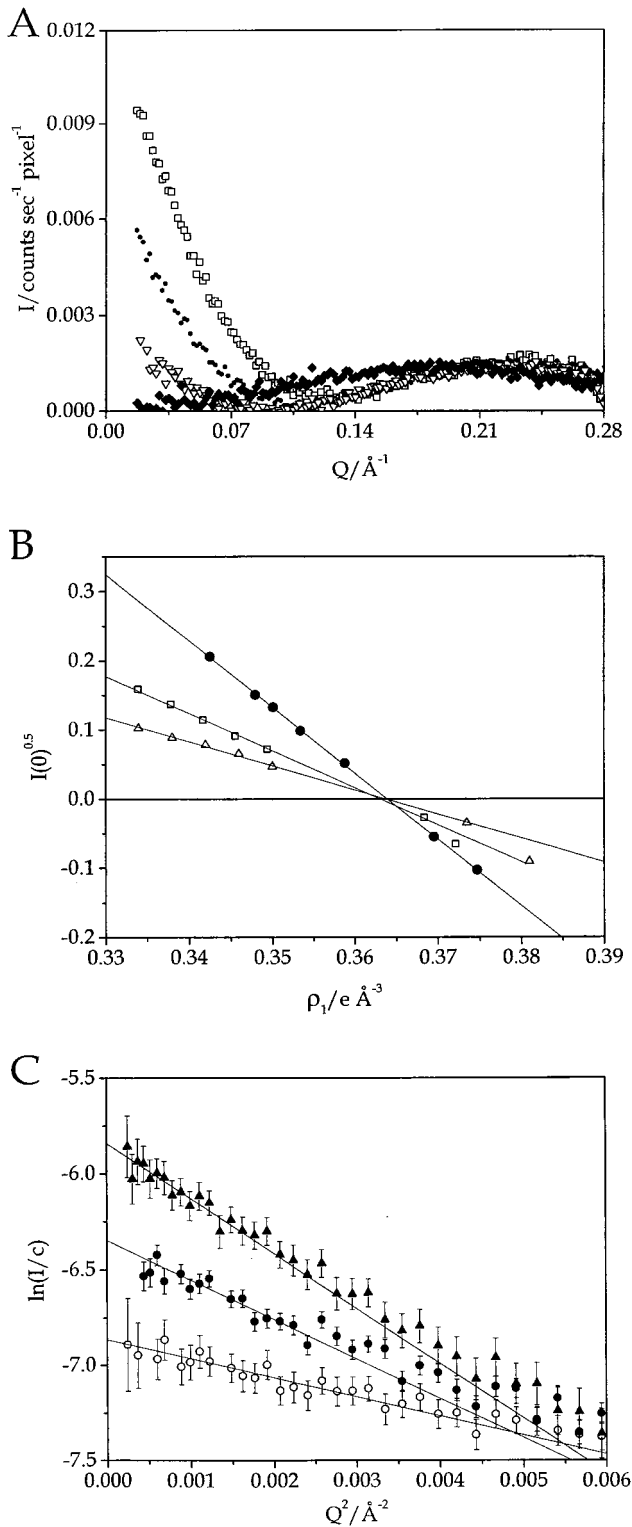 A
0.012
0.009
0.006
0.003
0.000
I/counts sec⁻¹ pixel⁻¹
0.00 0.07 0.14 0.21 0.28
Q/Å⁻¹
B
0.3
0.2
0.1
0.0
-0.1
-0.2
I(0)^0.5
0.33 0.34 0.35 0.36 0.37 0.38 0.39
ρ₁/e Å⁻³
C
-5.5
-6.0
-6.5
-7.0
-7.5
ln(I/c)
0.000 0.001 0.002 0.003 0.004 0.005 0.006
Q²/Å⁻²